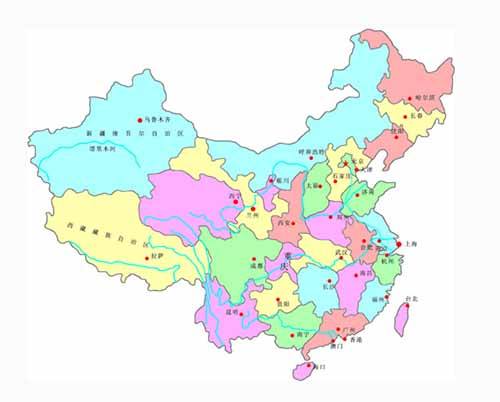 哈尔滨
长春
沈阳
乌鲁木齐
新疆维吾尔自治区
塔里木河
呼和浩特
北京
天津
石家庄
银川
太原
济南
西宁
兰州
西安
郑州
西藏藏族自治区
拉萨
成都
重庆
武汉
合肥
南京
上海
杭州
南昌
长沙
贵阳
昆明
福州
台北
南宁
广州
香港
澳门
海口